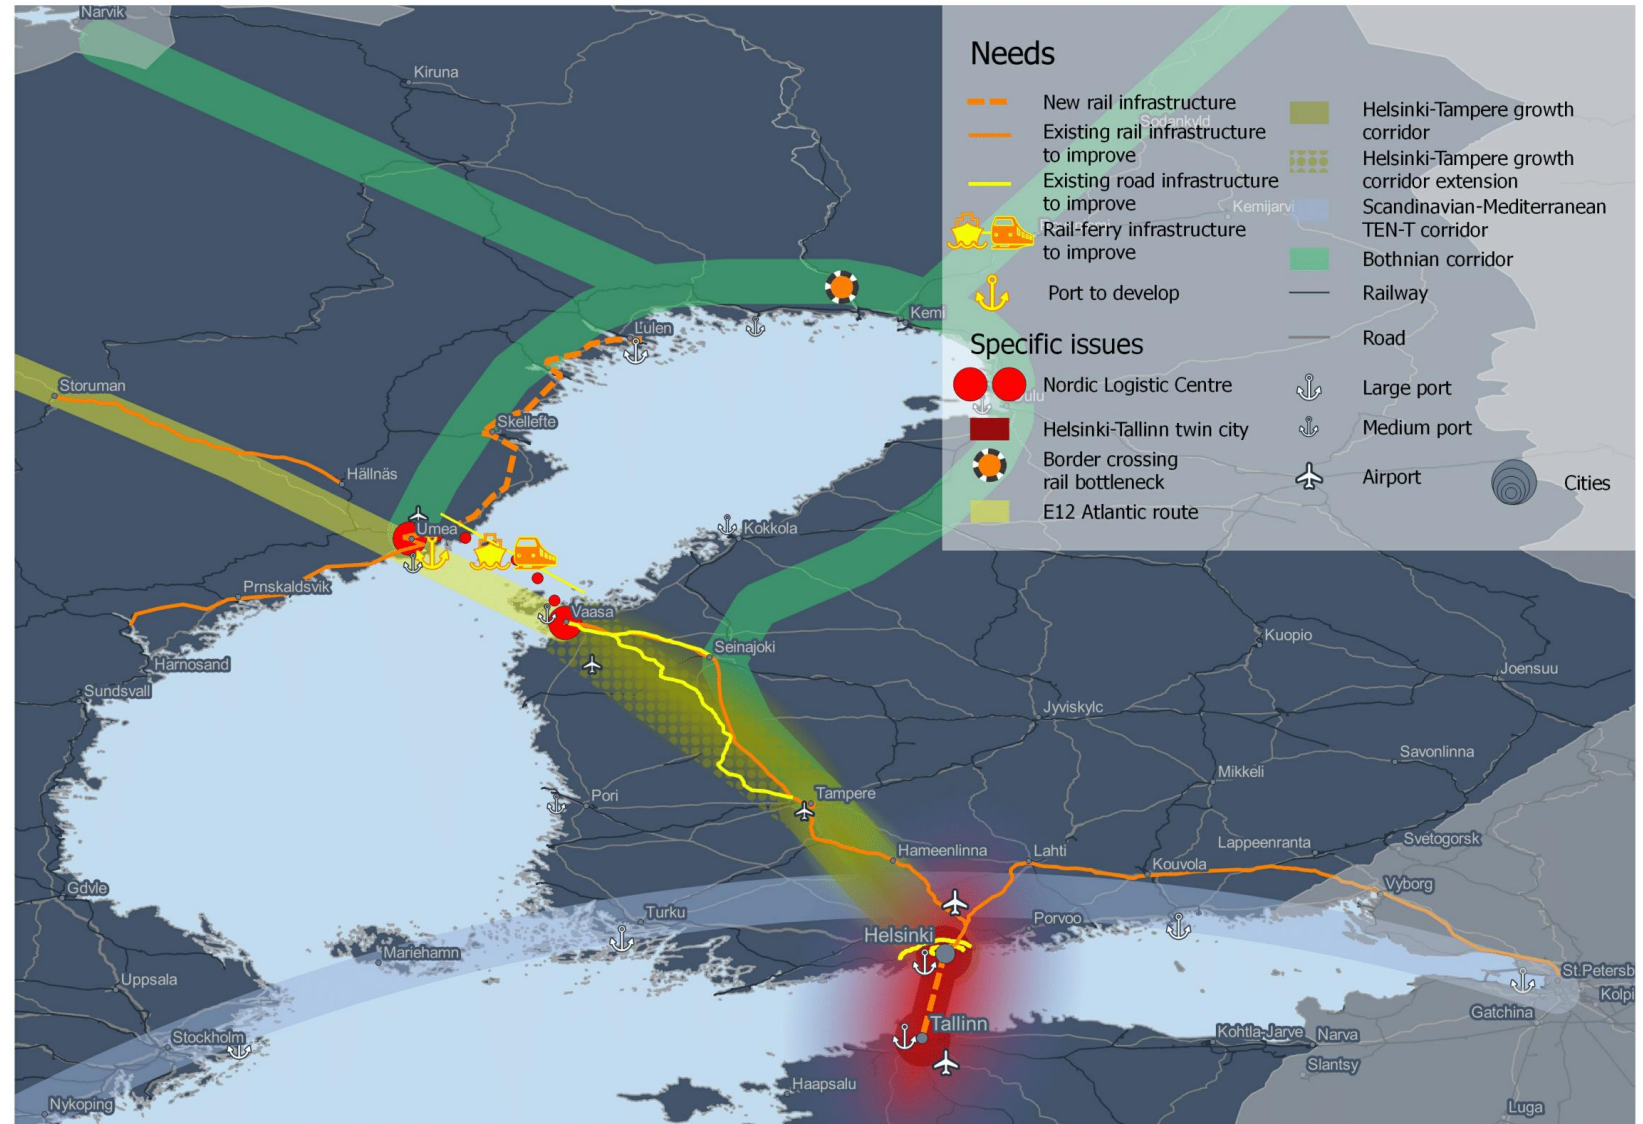 Narvik
Kiruna
Needs
New rail infrastructure
Existing rail infrastructure
to improve
Existing road infrastructure
to improve
Rail-ferry infrastructure
to improve
Port to develop
Specific issues
Nordic Logistic Centre
Helsinki-Tallinn twin city
Border crossing
rail bottleneck
E12 Atlantic route
Helsinki-Tampere growth
corridor
Helsinki-Tampere growth
corridor extension
Scandinavian-Mediterranean
TEN-T corridor
Bothnian corridor
Railway
Road
Large port
Medium port
Airport
Cities
Sodankyld
Kemijarvi
Kemi
Lulen
Storuman
Skellefte
Hällnäs
Umea
Kokkola
Prnskaldsvik
Vaasa
Seinajoki
Kuopio
Joensuu
Harnosand
Sundsvall
Jyviskylc
Savonlinna
Mikkeli
Pori
Tampere
Hameenlinna
Lahti
Lappeenranta
Svetogorsk
Kouvola
Vyborg
Gdvle
Turku
Porvoo
Helsinki
Mariehamn
Uppsala
St.Petersb
Kolpi
Gatchina
Stockholm
Tallinn
Kohtla-Jarve
Narva
Slantsy
Haapsalu
Nykoping
Luga